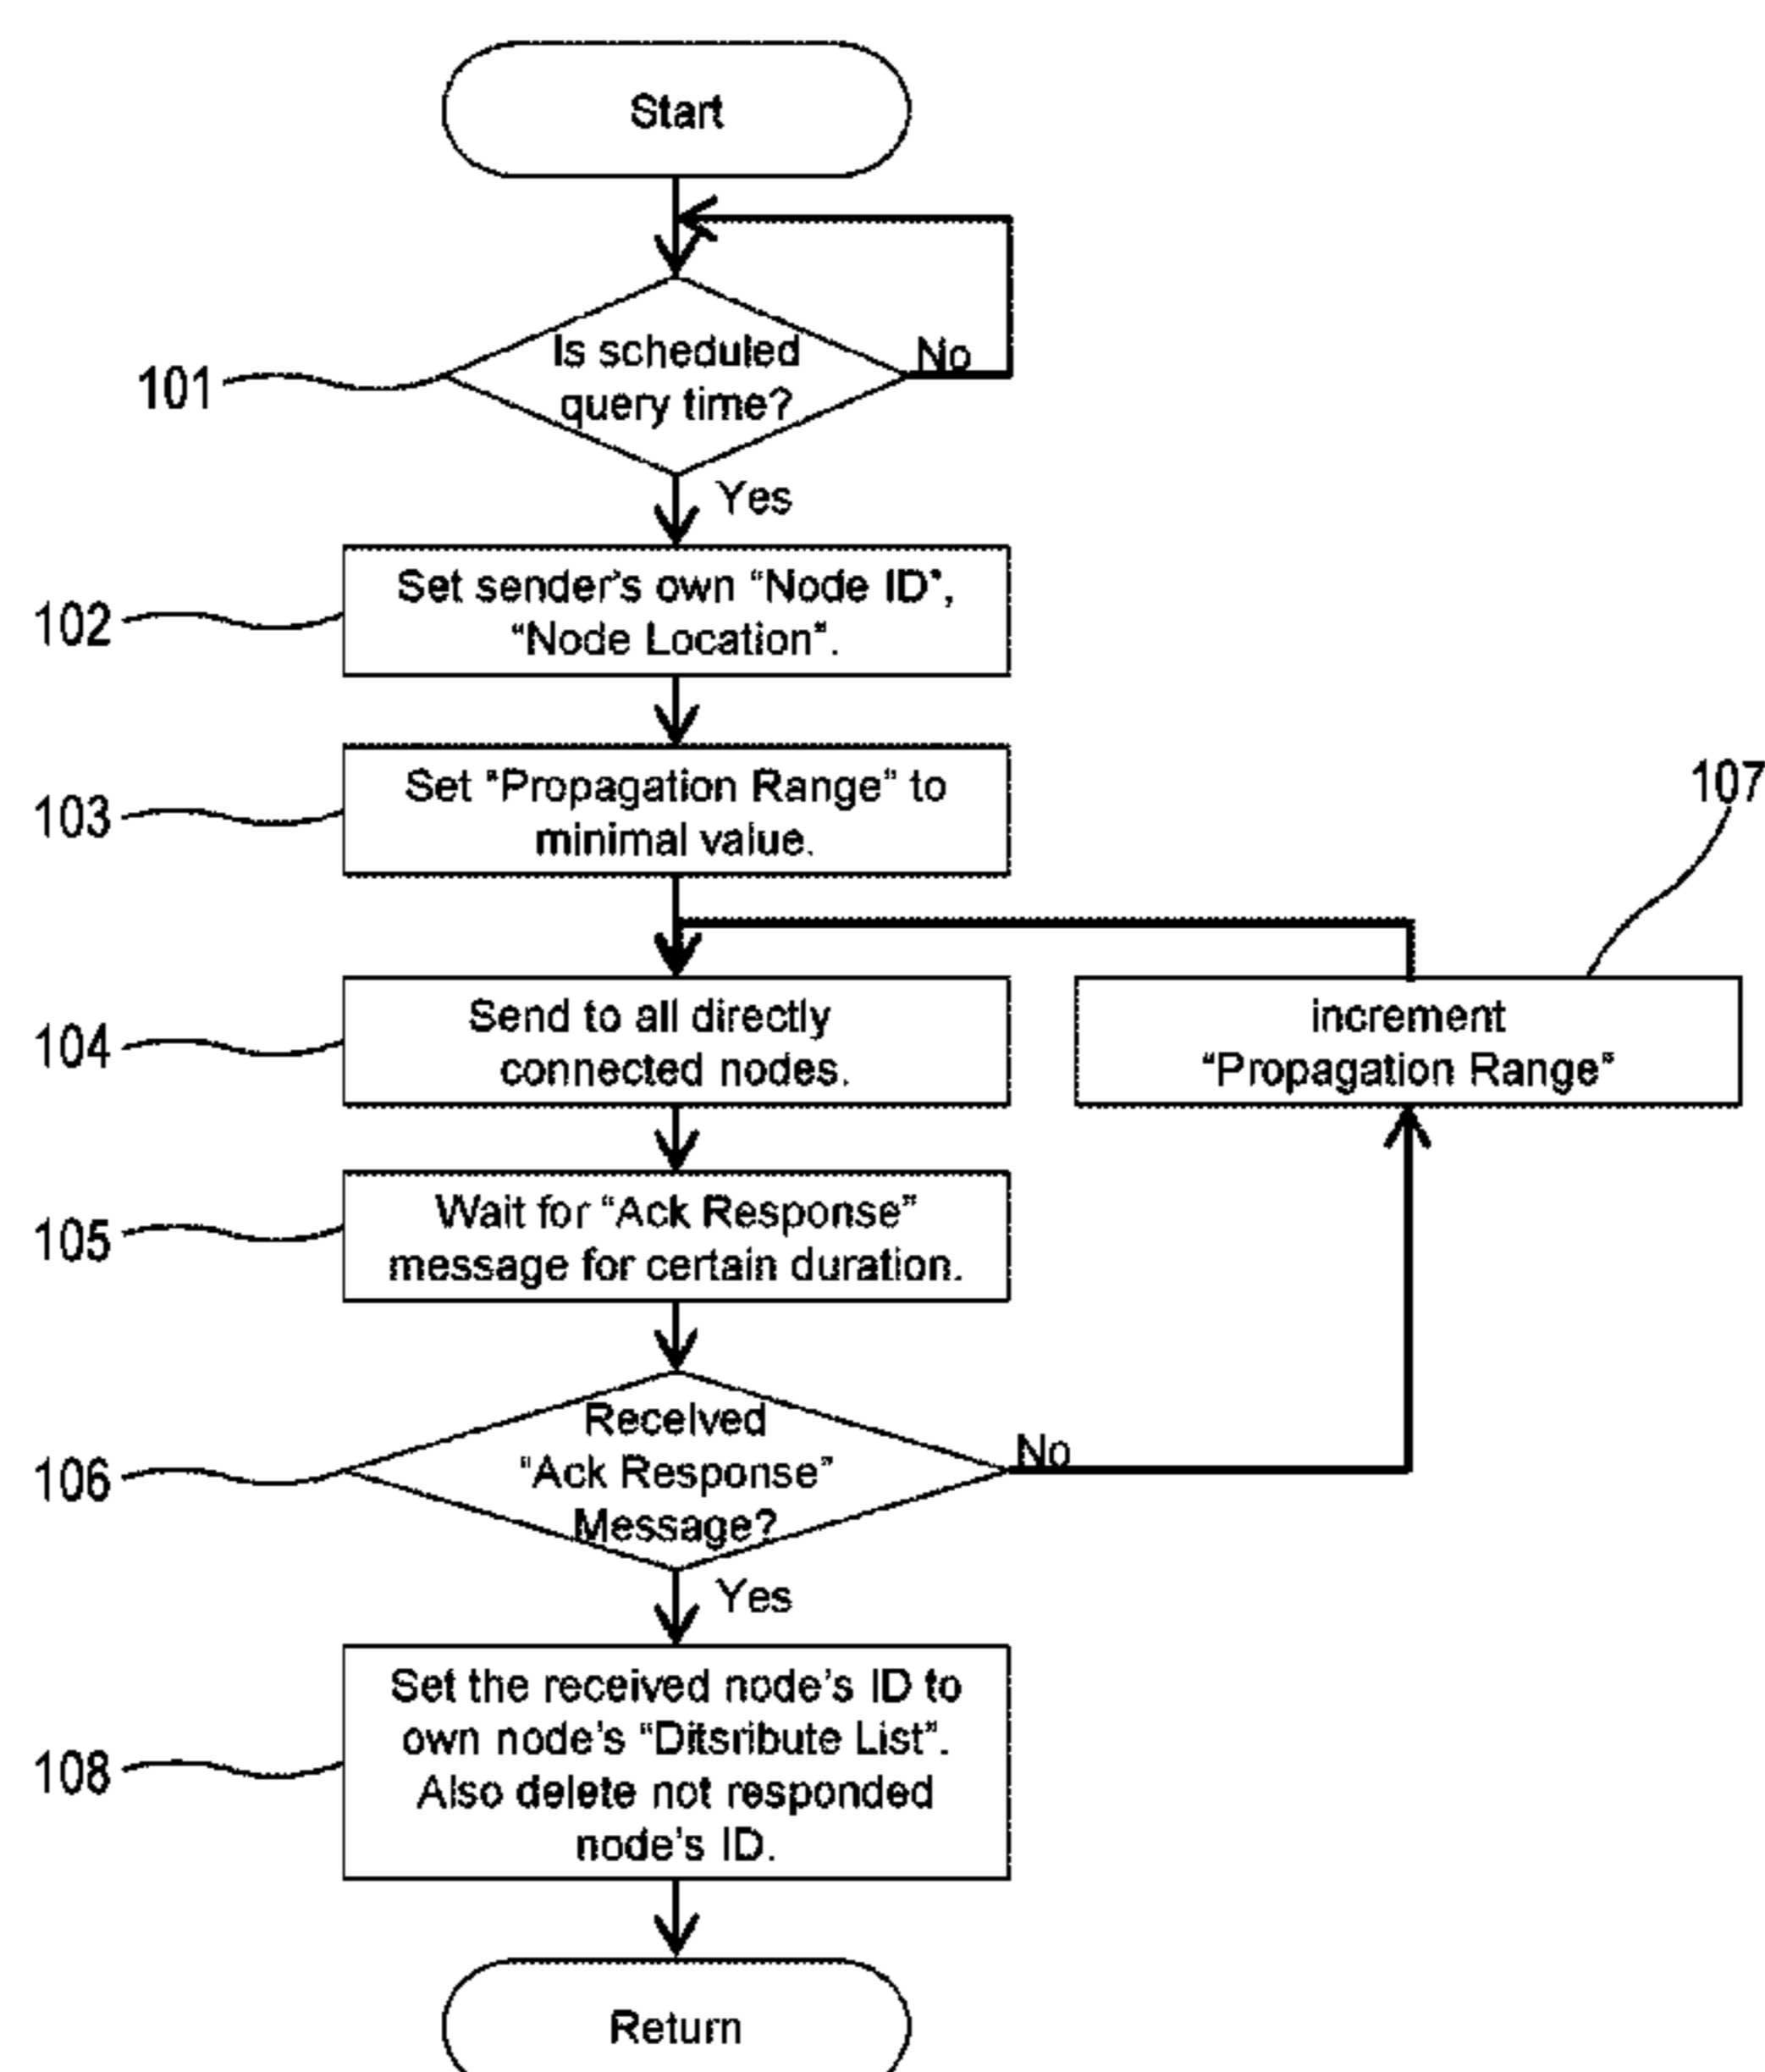 Start
Is scheduled
query time?
No
101
Yes
Set sender's own "Node ID",
"Node Location".
102
Set "Propagation Range" to
minimal value.
103
107
Send to all directly
connected nodes.
104
increment
"Propagation Range"
Wait for "Ack Response"
message for certain duration.
105
Received
"Ack Response"
Message?
No
106
Yes
Set the received node's ID to
own node's "Ditsribute List".
Also delete not responded
node's ID.
108
Return